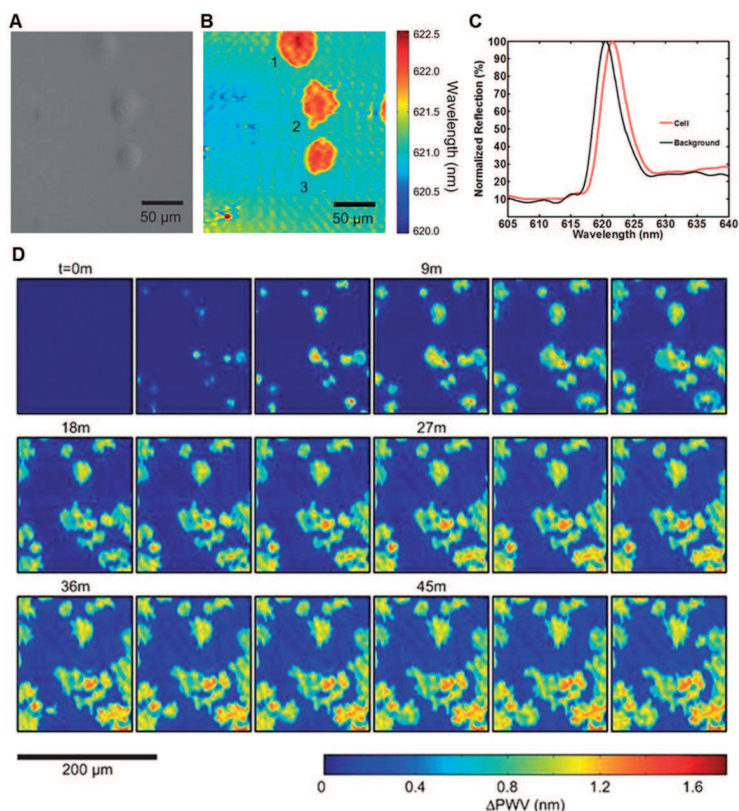 A
B
C
1
2
3
50 µm
50 µm
622.5
622.0
621.5
621.0
620.5
620.0
Wavelength (nm)
Normalized Reflection (%)
100
90
80
70
60
50
40
30
20
10
Cell
Background
605 610 615 620 625 630 635 640
Wavelength (nm)
D
t=0m 9m
18m 27m
36m 45m
200 µm
0 0.4 0.8 1.2 1.6
ΔPWV (nm)